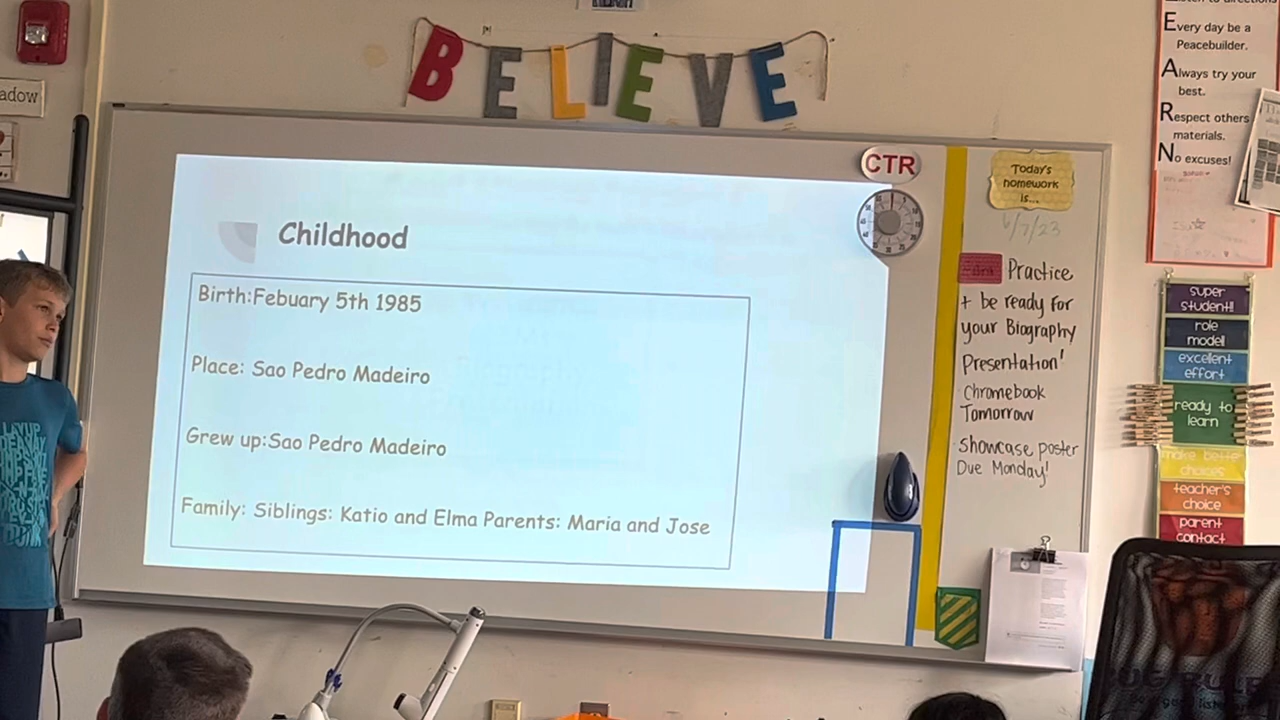 BELIEVE
adow
CTR
Childhood
Birth:Febuary 5th 1985
Place: Sao Pedro Madeiro
Grew up:Sao Pedro Madeiro
Family: Siblings: Katio and Elma Parents: Maria and Jose
Today's
homework
is...
6/7/23
Practice
+ be ready for
your Biography
Presentation!
Chromebook
Tomorrow
Showcase poster
Due Monday!
Listen to directions
Every day be a
Peacebuilder.
Always try your
best.
Respect others
materials.
No excuses!
super
student!!
role
model!
excellent
effort
ready to
learn
make better
choices
teacher's
choice
parent
contact